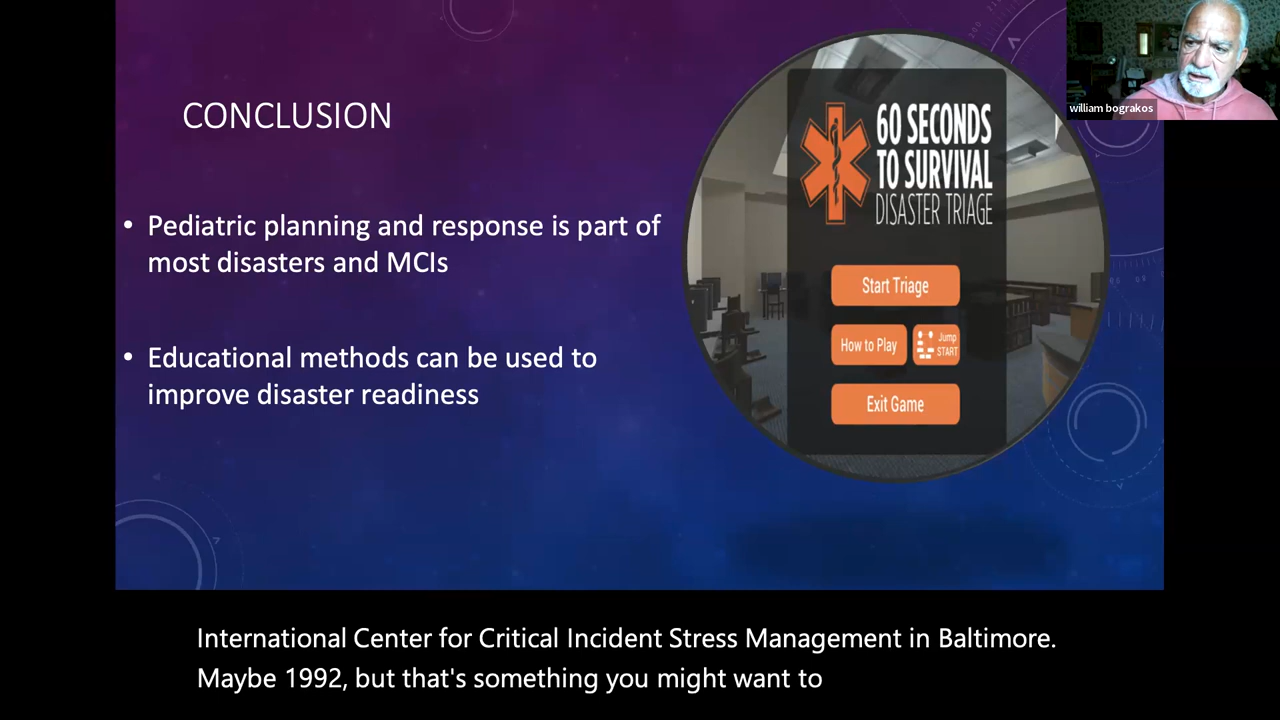 CONCLUSION
• Pediatric planning and response is part of
most disasters and MCIs
• Educational methods can be used to
improve disaster readiness
60 SECONDS
TO SURVIVAL
DISASTER TRIAGE
Start Triage
How to Play
Jump
START
Exit Game
william bograkos
International Center for Critical Incident Stress Management in Baltimore.
Maybe 1992, but that's something you might want to